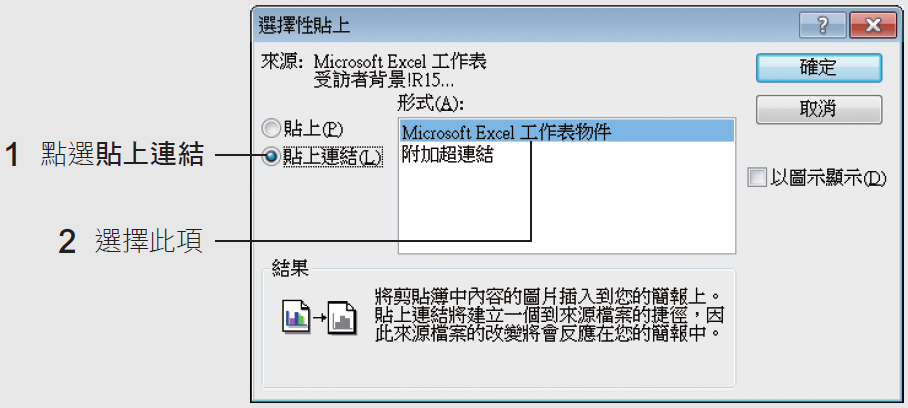 選擇性貼上
來源: Microsoft Excel 工作表
受訪者背景!R15...
形式(A):
貼上(P)
貼上連結(L)
Microsoft Excel 工作表物件
附加超連結
確定
取消
以圖示顯示(D)
1 點選貼上連結
2 選擇此項
結果
將剪貼簿中內容的圖片插入到您的簡報上。
貼上連結將建立一個到來源檔案的捷徑，因
此來源檔案的改變將會反應在您的簡報中。